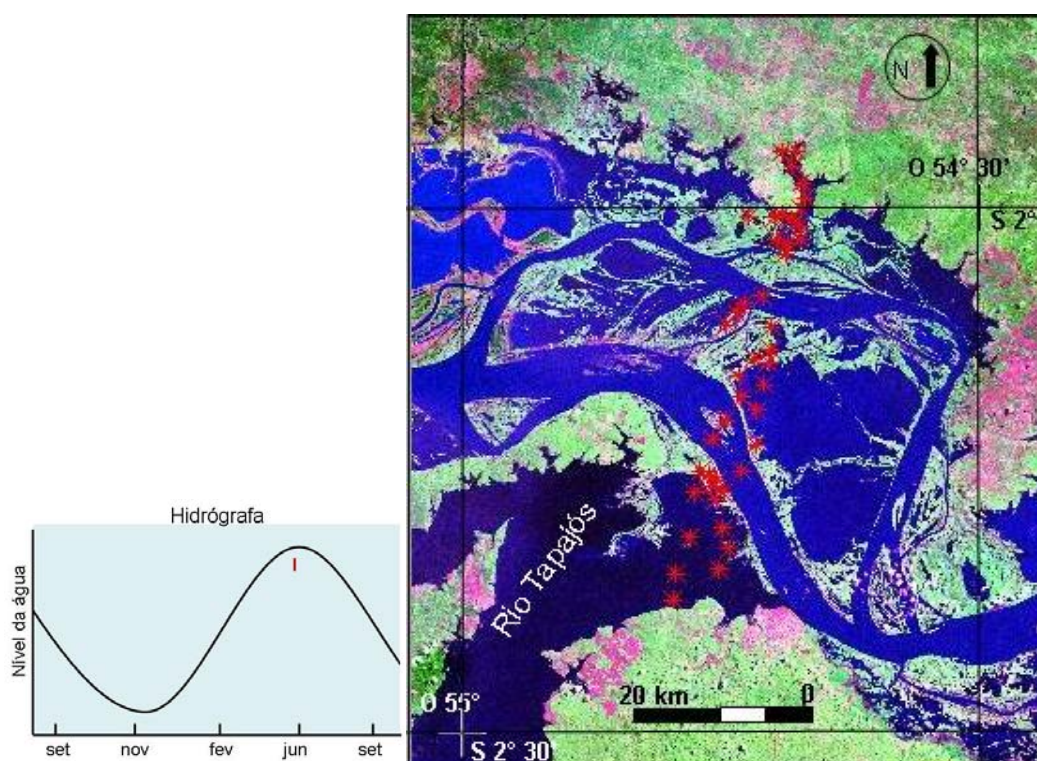 Hidrógrafa
Nível da água
set nov fev jun set
N
O 54° 30'
S 2°
Rio Tapajós
20 km 0
O 55°
S 2° 30